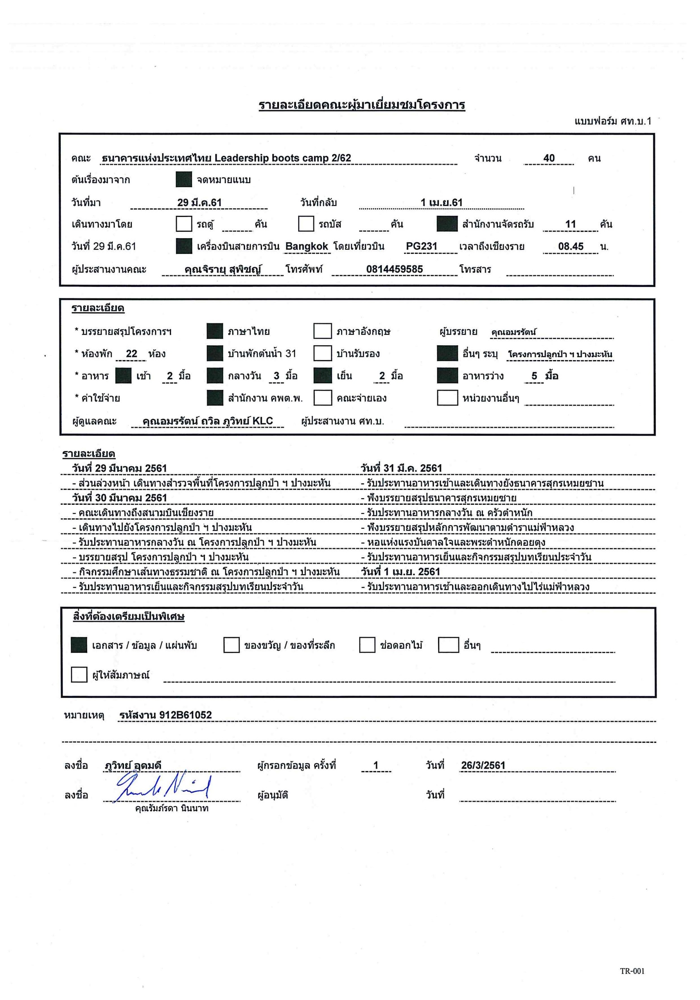 รายละเอียดคณะผู้มาเยี่ยมชมโครงการ
แบบฟอร์ม ศท.บ.1
คณะ ธนาคารแห่งประเทศไทย Leadership boots camp 2/62 จำนวน 40 คน
ต้นเรื่องมาจาก จดหมายแนบ
วันที่มา 29 มี.ค.61 วันที่กลับ 1 เม.ย.61
เดินทางมาโดย รถตู้ คัน รถบัส คัน สำนักงานจัดรถรับ 11 คัน
วันที่ 29 มี.ค.61 เครื่องบินสายการบิน Bangkok โดยเที่ยวบิน PG231 เวลาถึงเชียงราย 08.45 น.
ผู้ประสานงานคณะ คุณจิรายุ สุพิชญ์ โทรศัพท์ 0814459585 โทรสาร
รายละเอียด
* บรรยายสรุปโครงการฯ ภาษาไทย ภาษาอังกฤษ ผู้บรรยาย คุณอมรรัตน์
* ห้องพัก 22 ห้อง บ้านพักต้นน้ำ 31 บ้านรับรอง อื่นๆ ระบุ โครงการปลูกป่า ฯ ปางมะหัน
* อาหาร เช้า 2 มื้อ กลางวัน 3 มื้อ เย็น 2 มื้อ อาหารว่าง 5 มื้อ
* ค่าใช้จ่าย สำนักงาน คพต.พ. คณะจ่ายเอง หน่วยงานอื่นๆ
ผู้ดูแลคณะ คุณอมรรัตน์ ถวิล ภูวิทย์ KLC ผู้ประสานงาน ศท.บ.
รายละเอียด
วันที่ 29 มีนาคม 2561 วันที่ 31 มี.ค. 2561
- ส่วนล่วงหน้า เดินทางสำรวจพื้นที่โครงการปลูกป่า ฯ ปางมะหัน - รับประทานอาหารเช้าและเดินทางยังธนาคารสุกรเหมยซาน
วันที่ 30 มีนาคม 2561 - ฟังบรรยายสรุปธนาคารสุกรเหมยซาย
- คณะเดินทางถึงสนามบินเชียงราย - รับประทานอาหารกลางวัน ณ ครัวตำหนัก
- เดินทางไปยังโครงการปลูกป่า ฯ ปางมะหัน - ฟังบรรยายสรุปหลักการพัฒนาตามตำราแม่ฟ้าหลวง
- รับประทานอาหารกลางวัน ณ โครงการปลูกป่า ฯ ปางมะหัน - หอแห่งแรงบันดาลใจและพระตำหนักดอยตุง
- บรรยายสรุป โครงการปลูกป่า ฯ ปางมะหัน - รับประทานอาหารเย็นและกิจกรรมสรุปบทเรียนประจำวัน
- กิจกรรมศึกษาเส้นทางธรรมชาติ ณ โครงการปลูกป่า ฯ ปางมะหัน วันที่ 1 เม.ย. 2561
- รับประทานอาหารเย็นและกิจกรรมสรุปบทเรียนประจำวัน - รับประทานอาหารเช้าและออกเดินทางไปไร่แม่ฟ้าหลวง
สิ่งที่ต้องเตรียมเป็นพิเศษ
เอกสาร / ข้อมูล / แผ่นพับ ของขวัญ / ของที่ระลึก ช่อดอกไม้ อื่นๆ
ผู้ให้สัมภาษณ์
หมายเหตุ รหัสงาน 912B61052
ลงชื่อ ภูวิทย์ อุดมดี ผู้กรอกข้อมูล ครั้งที่ 1 วันที่ 26/3/2561
ลงชื่อ ผู้อนุมัติ วันที่
คุณรัมภ์รดา นินนาท
TR-001